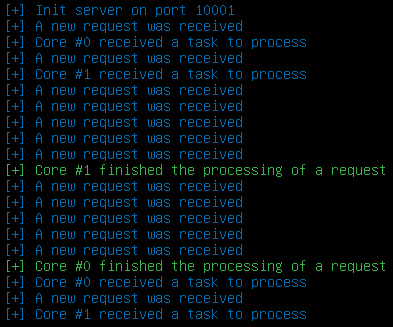 [+] Init server on port 10001
[+] A new request was received
[+] Core #0 received a task to process
[+] A new request was received
[+] Core #1 received a task to process
[+] A new request was received
[+] A new request was received
[+] A new request was received
[+] A new request was received
[+] A new request was received
[+] Core #1 finished the processing of a request
[+] A new request was received
[+] A new request was received
[+] A new request was received
[+] A new request was received
[+] A new request was received
[+] Core #0 finished the processing of a request
[+] Core #0 received a task to process
[+] A new request was received
[+] Core #1 received a task to process